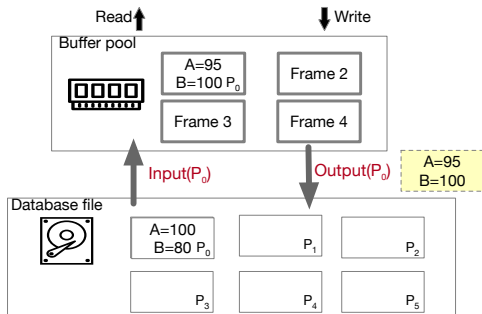 Read
Write
Buffer pool
A=95
B=100 P₀
Frame 2
Frame 3
Frame 4
Input(P₀)
Output(P₀)
A=95
B=100
Database file
A=100
B=80 P₀
P₁
P₂
P₃
P₄
P₅